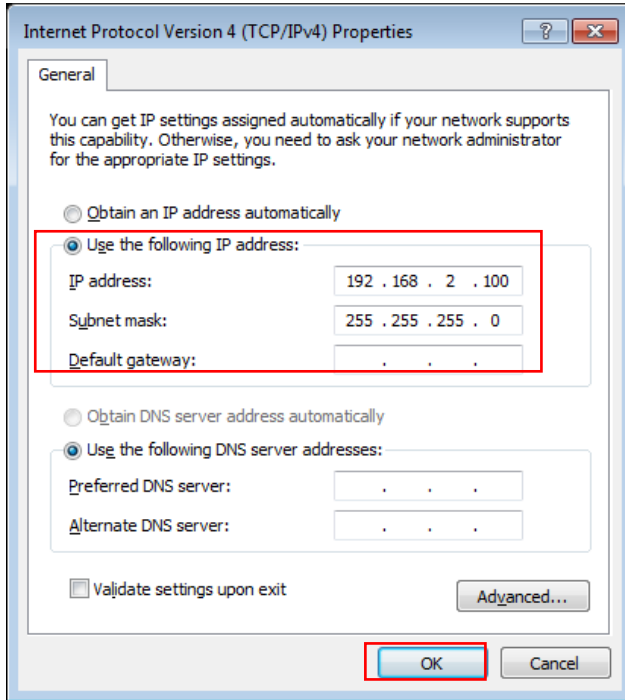 Internet Protocol Version 4 (TCP/IPv4) Properties
General
You can get IP settings assigned automatically if your network supports
this capability. Otherwise, you need to ask your network administrator
for the appropriate IP settings.
Obtain an IP address automatically
Use the following IP address:
IP address: 192 . 168 . 2 . 100
Subnet mask: 255 . 255 . 255 . 0
Default gateway: . . .
Obtain DNS server address automatically
Use the following DNS server addresses:
Preferred DNS server: . . .
Alternate DNS server: . . .
Validate settings upon exit
Advanced...
OK Cancel